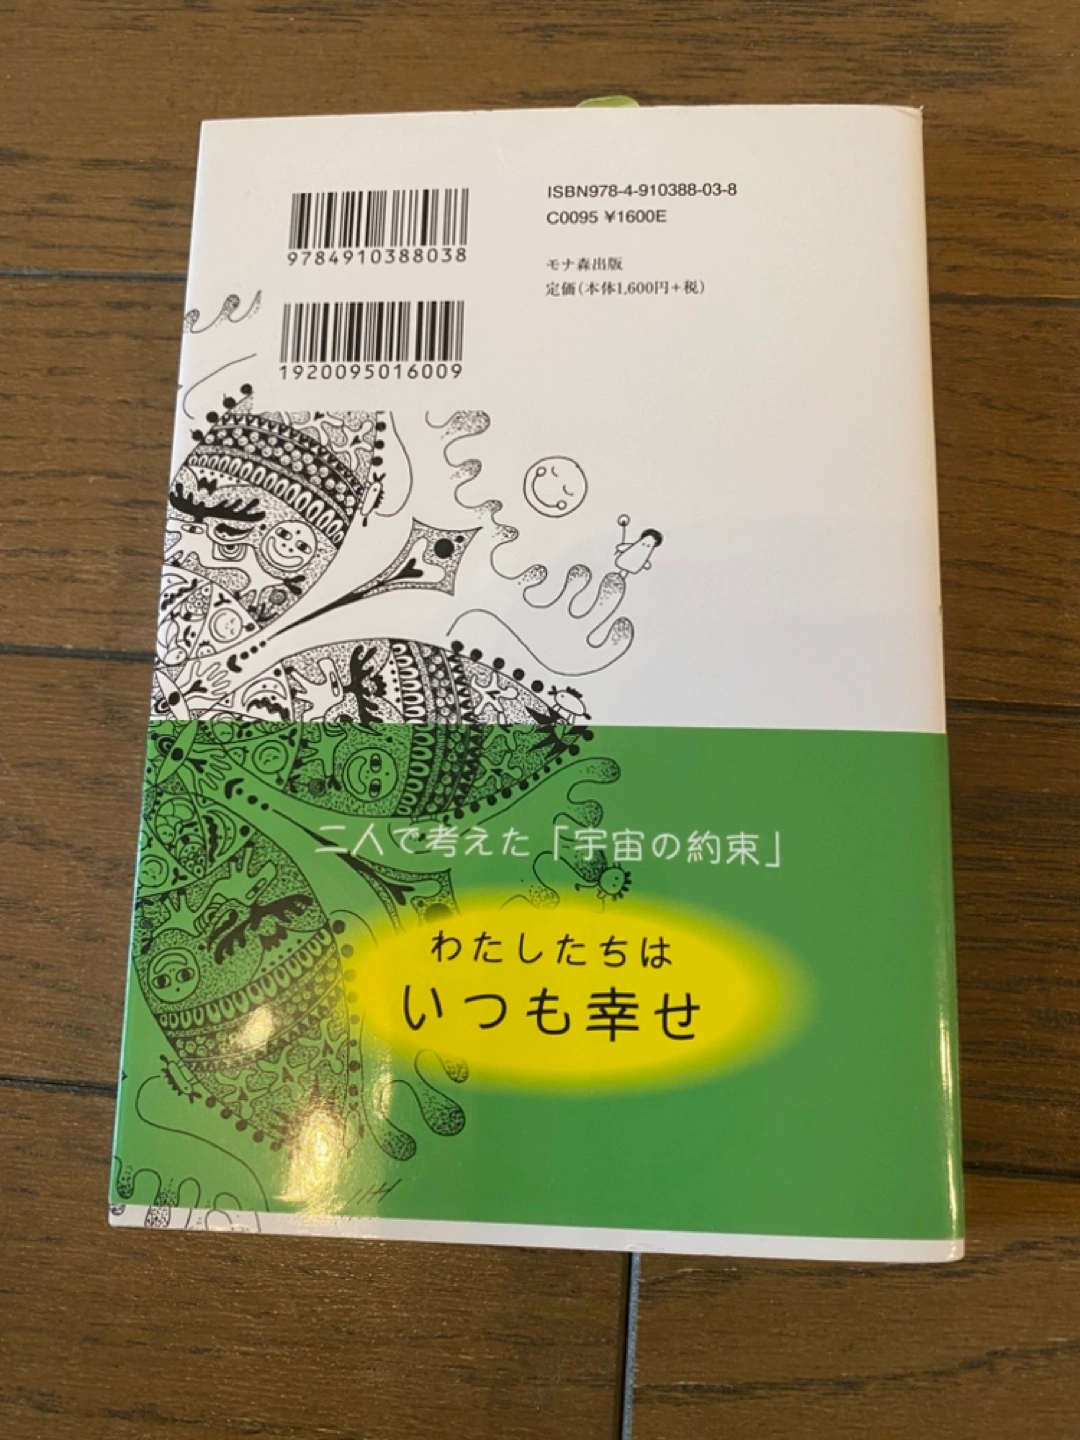 9784910388038
1920095016009
ISBN978-4-910388-03-8
C0095 ¥1600E
モナ森出版
定価(本体1,600円+税)
二人で考えた「宇宙の約束」
わたしたちは
いつも幸せ